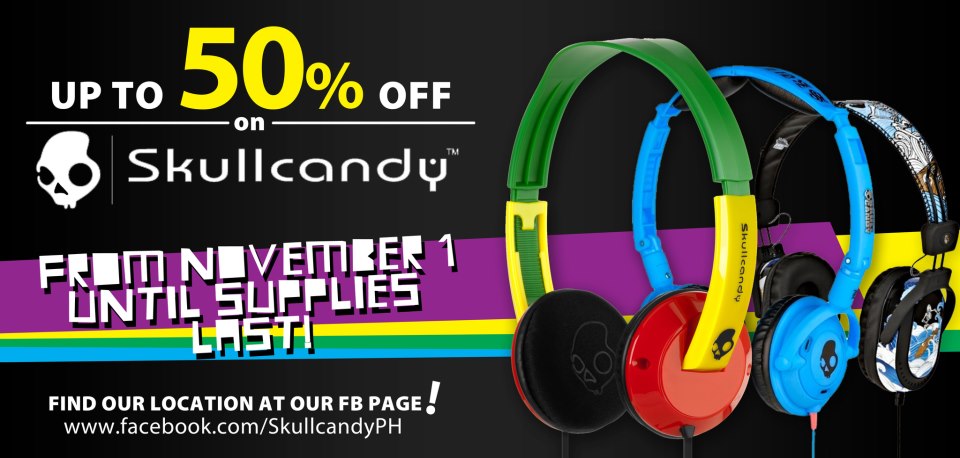 UP TO 50% OFF
on
Skullcandy™
FROM NOVEMBER 1
UNTIL SUPPLIES
LAST!
FIND OUR LOCATION AT OUR FB PAGE!
www.facebook.com/SkullcandyPH
Skullcandy